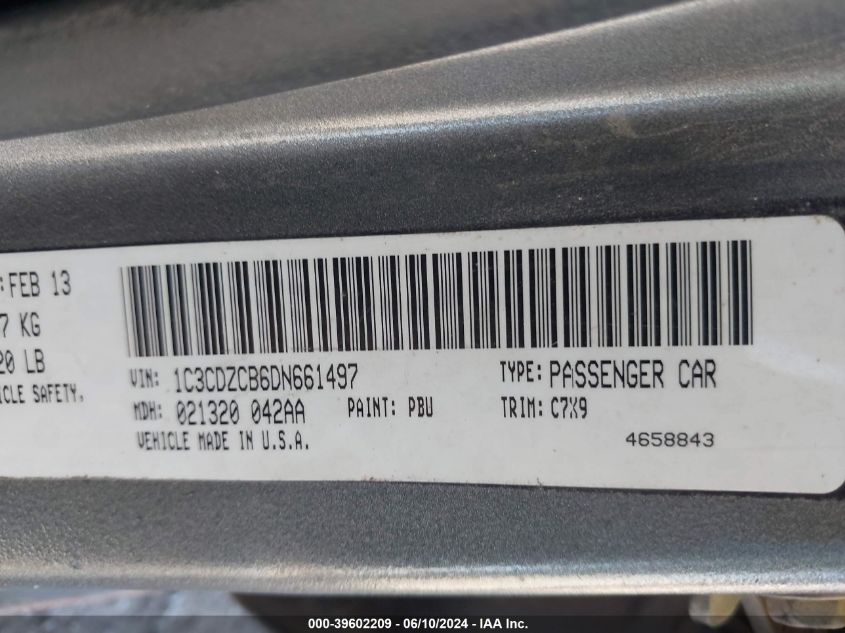 : FEB 13
7 KG
20 LB
ICLE SAFETY.
VIN: 1C3CDZCB6DN661497 TYPE: PASSENGER CAR
MDH: 021320 042AA PAINT: PBU TRIM: C7X9
VEHICLE MADE IN U.S.A. 4658843
000-39602209 - 06/10/2024 - IAA Inc.